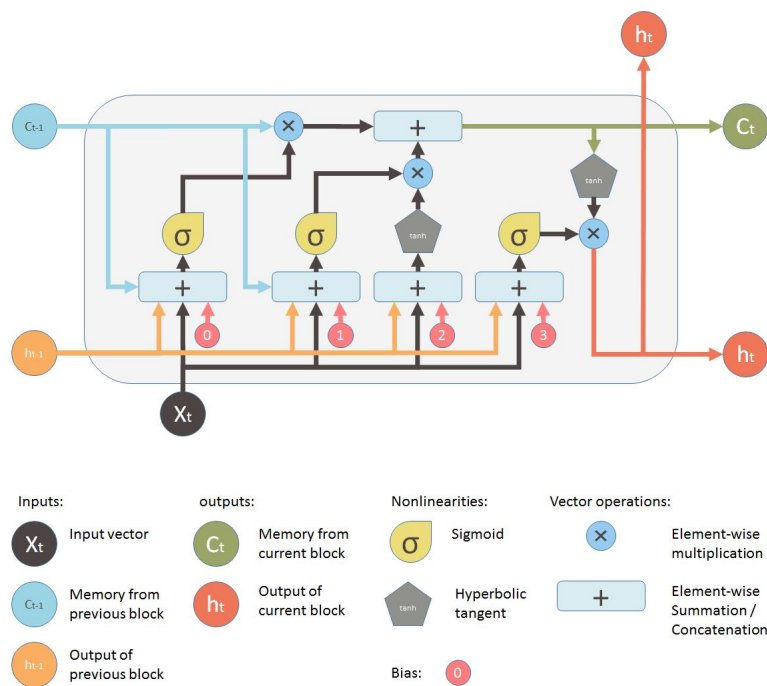 ht
Ct-1
×
+
Ct
×
tanh
tanh
σ
σ
σ
×
+
+
+
+
0
1
2
3
ht-1
ht
Xt
Inputs:
outputs:
Nonlinearities:
Vector operations:
Xt
Input vector
Ct
Memory from
current block
σ
Sigmoid
×
Element-wise
multiplication
Ct-1
Memory from
previous block
ht
Output of
current block
tanh
Hyperbolic
tangent
+
Element-wise
Summation /
Concatenation
ht-1
Output of
previous block
Bias:
0